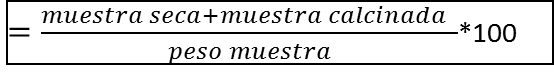 = muestra seca+muestra calcinada / peso muestra *100